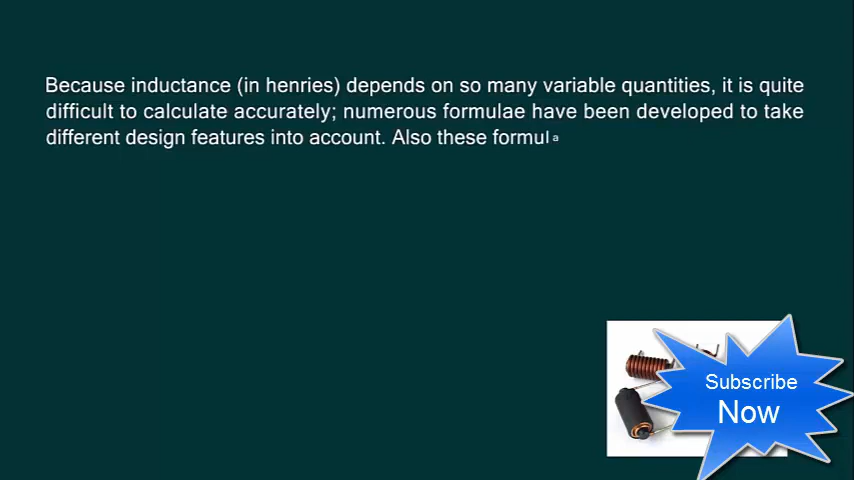 Because inductance (in henries) depends on so many variable quantities, it is quite
difficult to calculate accurately; numerous formulae have been developed to take
different design features into account. Also these formula
Subscribe
Now